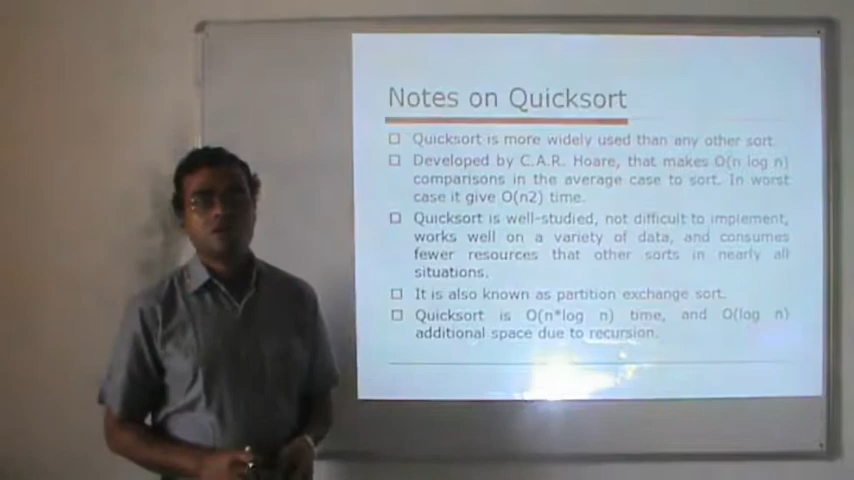 Notes on Quicksort
Quicksort is more widely used than any other sort.
Developed by C.A.R. Hoare, that makes O(n log n)
comparisons in the average case to sort. In worst
case it give O(n2) time.
Quicksort is well-studied, not difficult to implement,
works well on a variety of data, and consumes
fewer resources that other sorts in nearly all
situations.
It is also known as partition exchange sort.
Quicksort is O(n*log n) time, and O(log n)
additional space due to recursion.